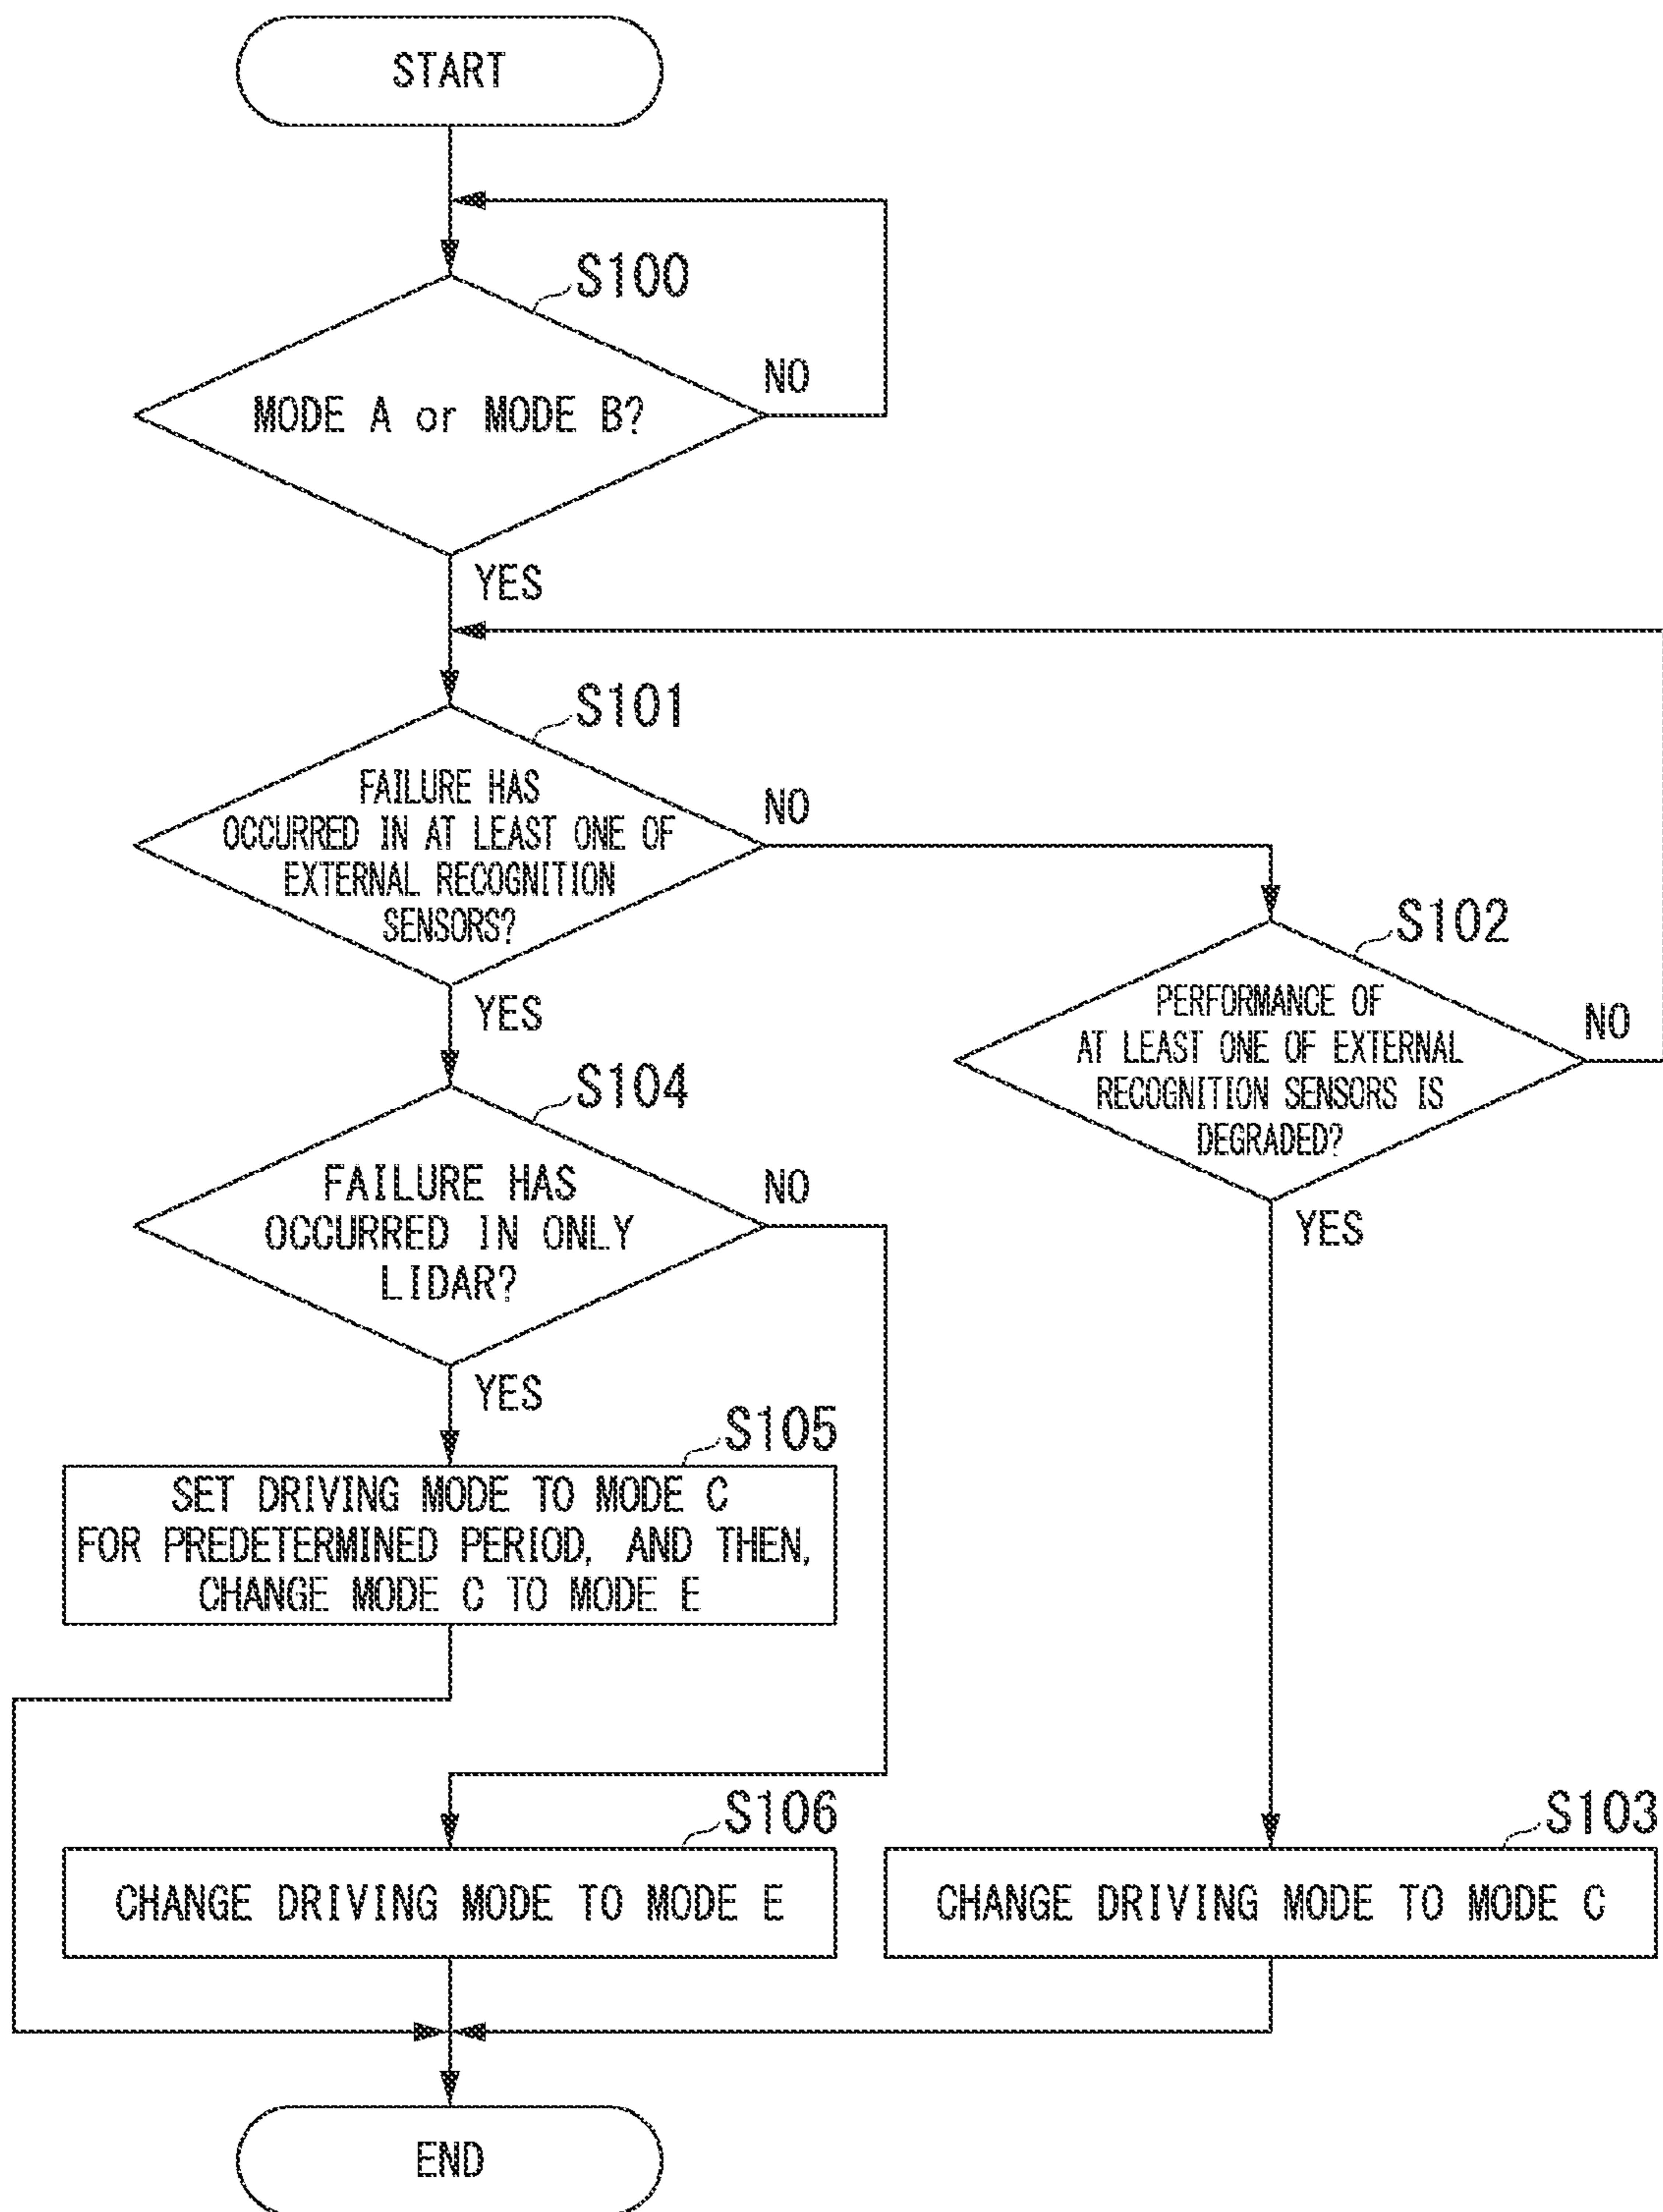 START
S100
MODE A or MODE B?
NO
YES
S101
FAILURE HAS
OCCURRED IN AT LEAST ONE OF
EXTERNAL RECOGNITION
SENSORS?
NO
YES
S102
PERFORMANCE OF
AT LEAST ONE OF EXTERNAL
RECOGNITION SENSORS IS
DEGRADED?
NO
YES
S104
FAILURE HAS
OCCURRED IN ONLY
LIDAR?
NO
YES
S105
SET DRIVING MODE TO MODE C
FOR PREDETERMINED PERIOD, AND THEN,
CHANGE MODE C TO MODE E
S106
CHANGE DRIVING MODE TO MODE E
S103
CHANGE DRIVING MODE TO MODE C
END